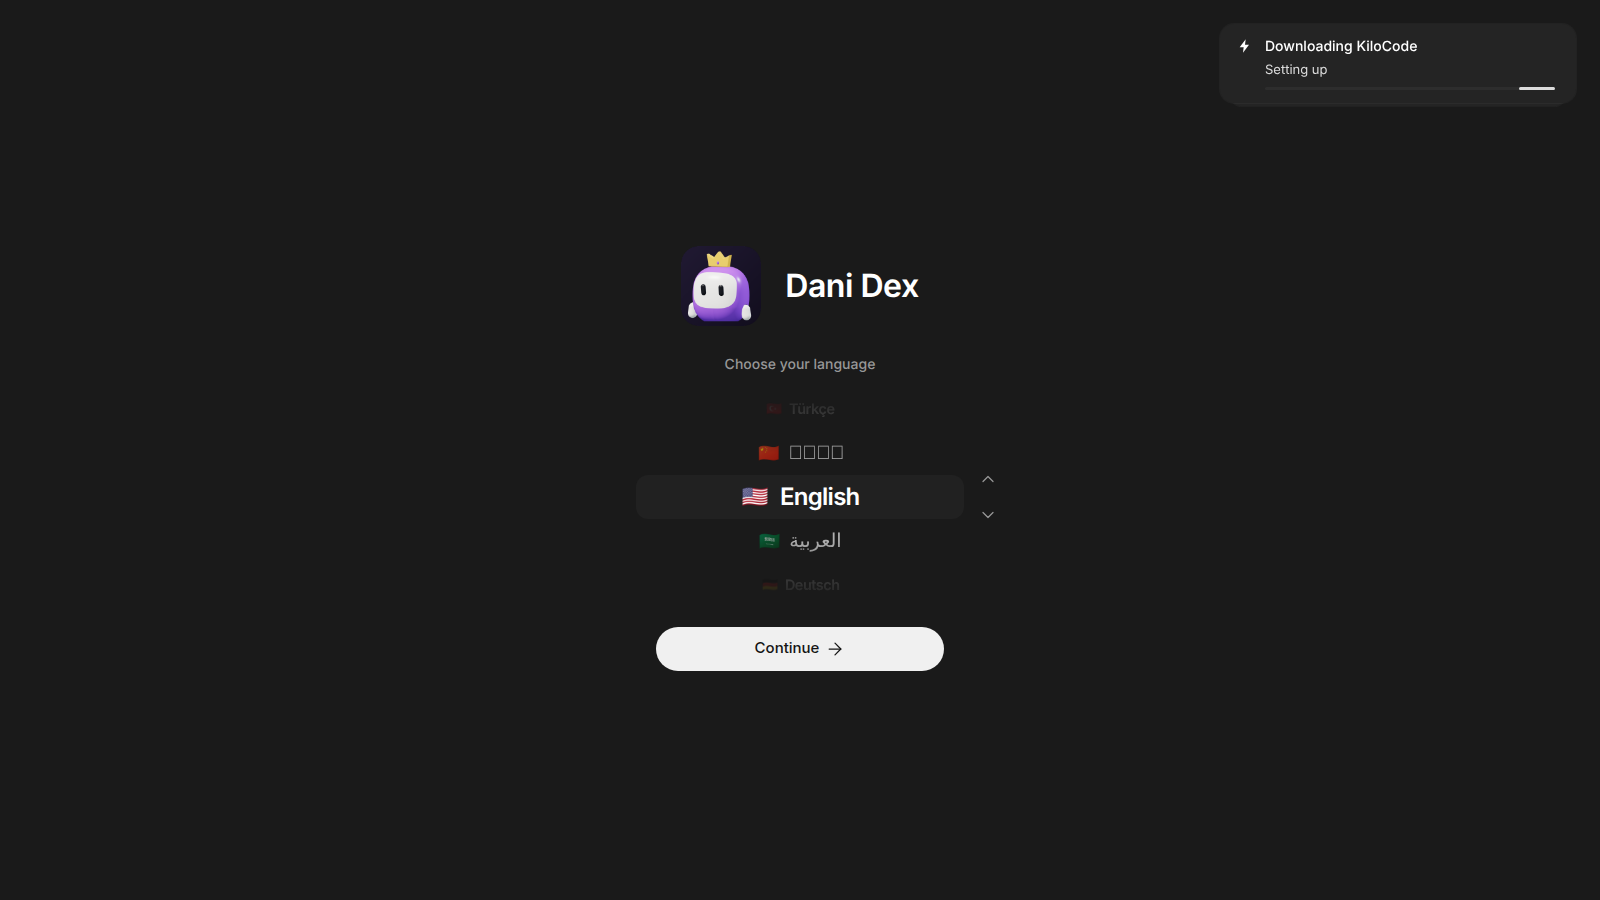 Downloading KiloCode
Setting up
Dani Dex
Choose your language
Türkçe
English
العربية
Deutsch
Continue